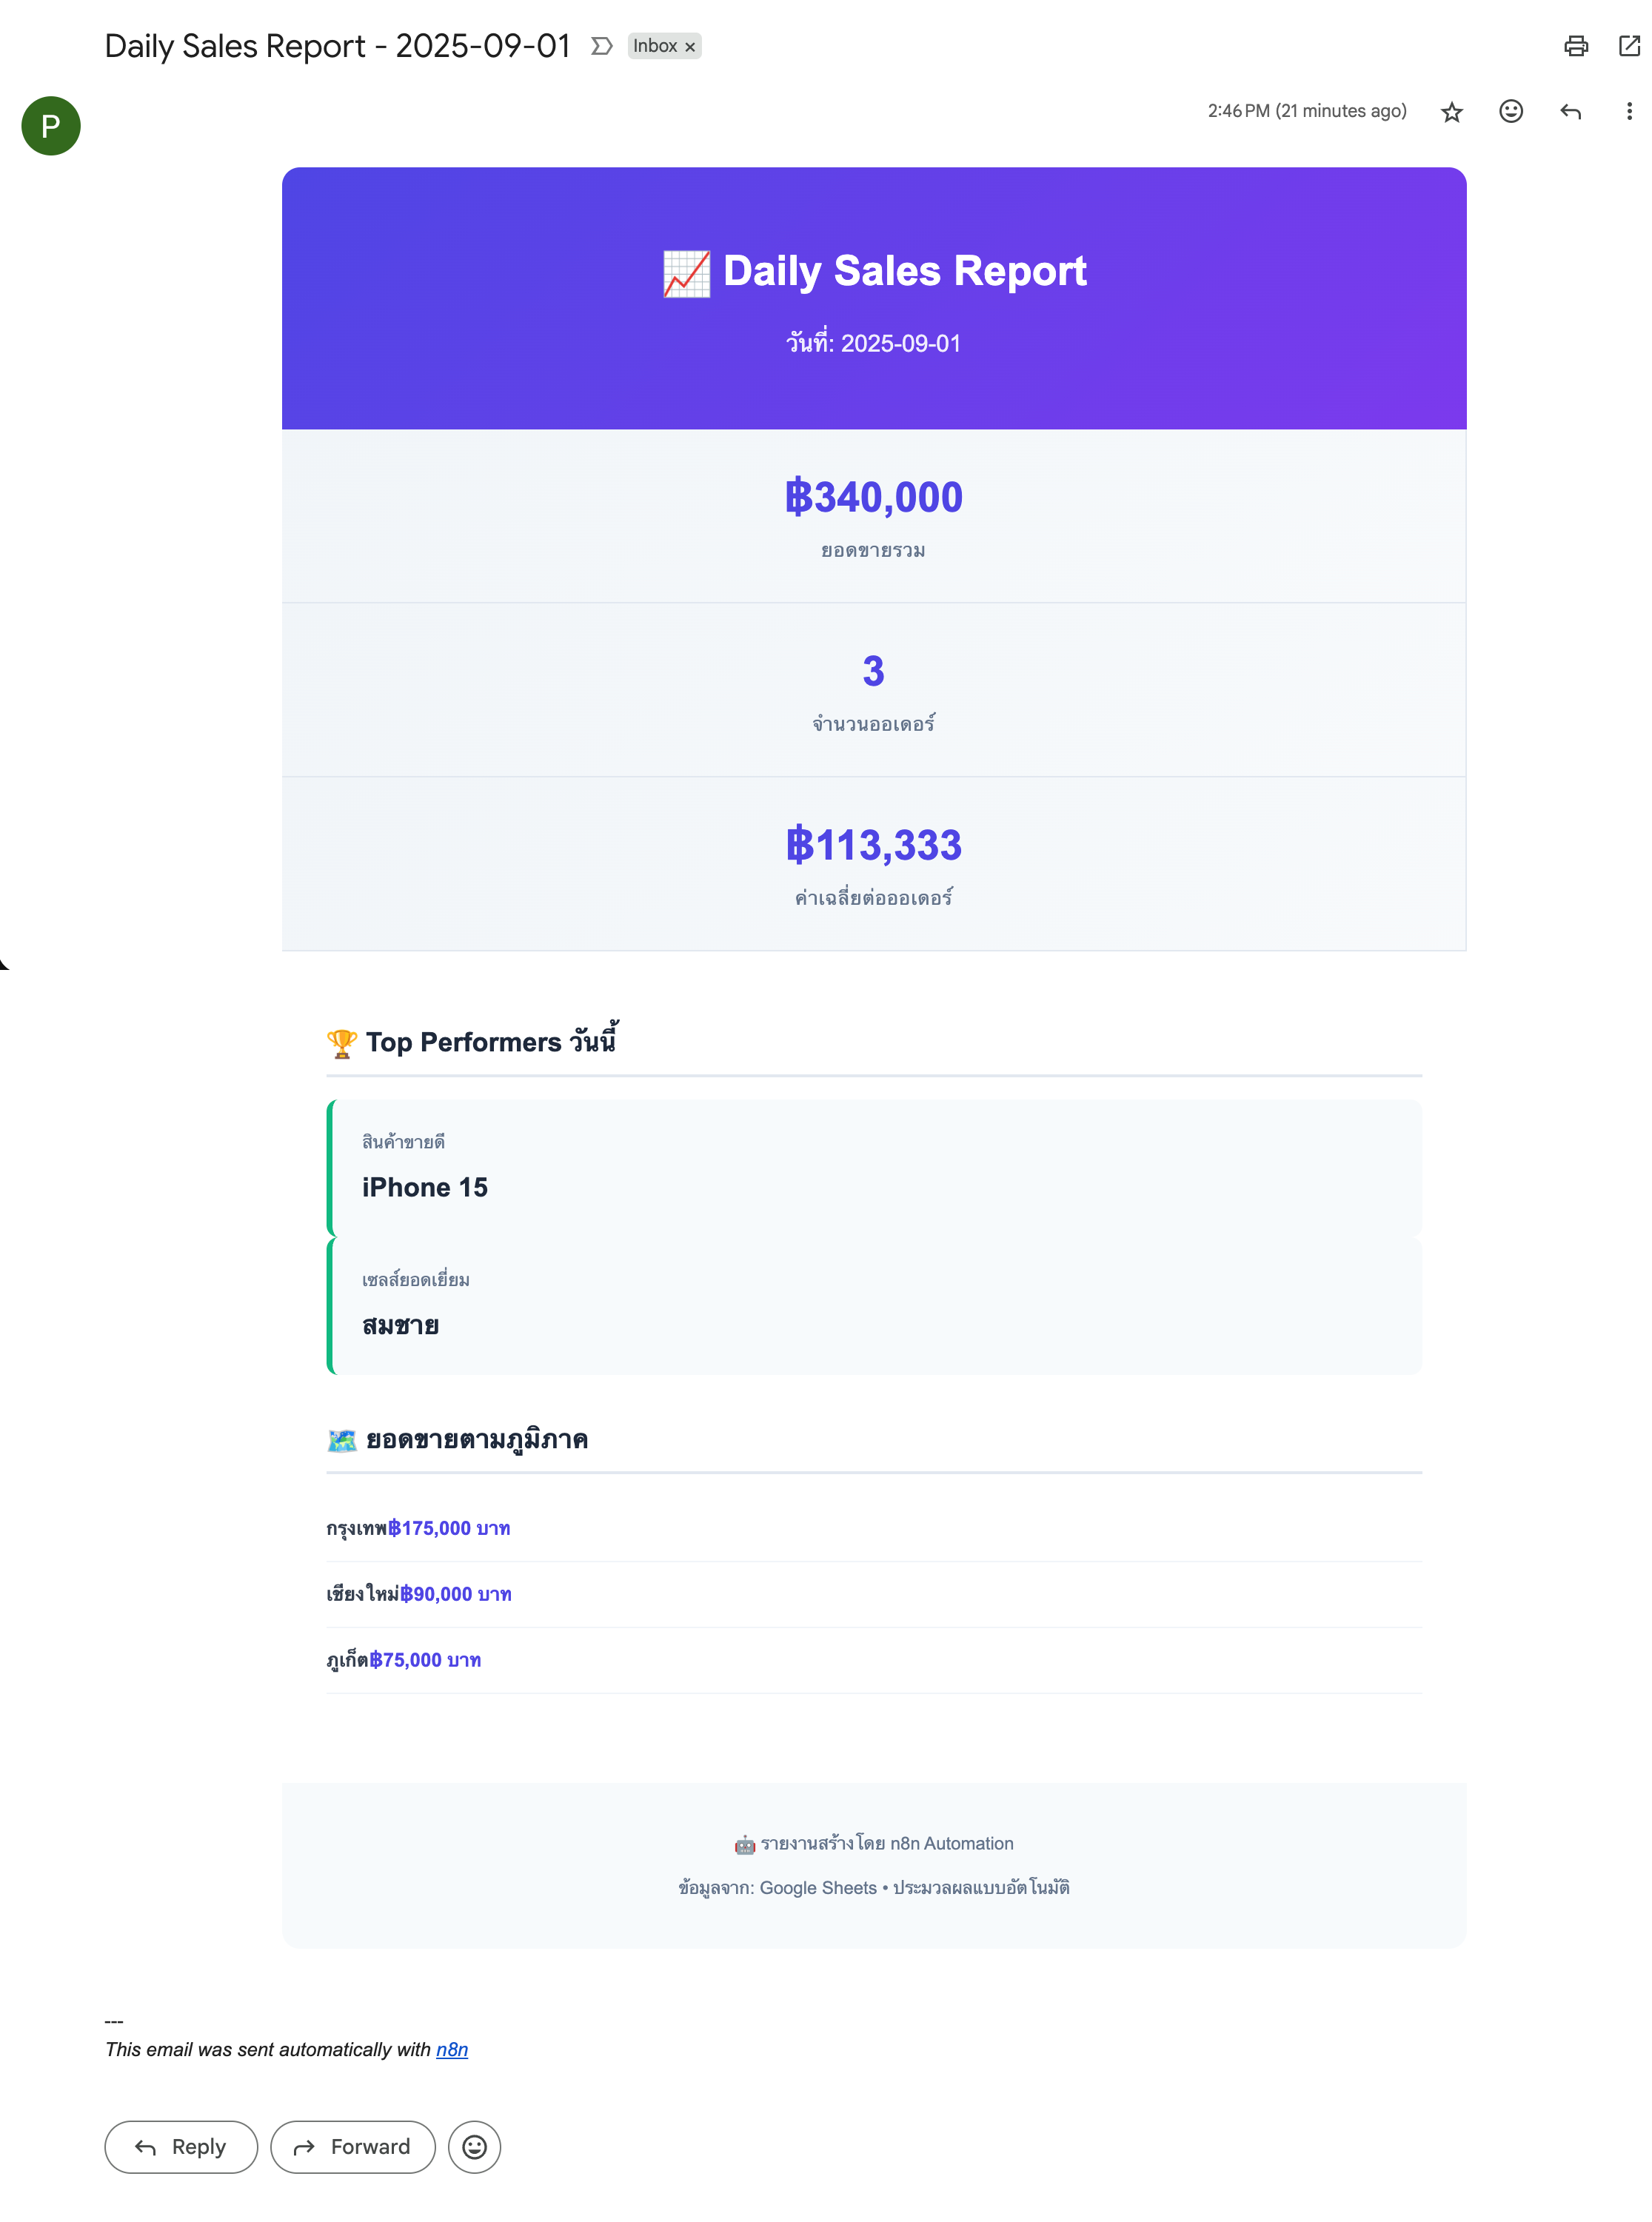 Daily Sales Report - 2025-09-01 Inbox ×
P
2:46 PM (21 minutes ago)
📈 Daily Sales Report
วันที่: 2025-09-01
฿340,000
ยอดขายรวม
3
จำนวนออเดอร์
฿113,333
ค่าเฉลี่ยต่อออเดอร์
🏆 Top Performers วันนี้
สินค้าขายดี
iPhone 15
เซลส์ยอดเยี่ยม
สมชาย
🗺️ ยอดขายตามภูมิภาค
กรุงเทพ฿175,000 บาท
เชียงใหม่฿90,000 บาท
ภูเก็ต฿75,000 บาท
🤖 รายงานสร้างโดย n8n Automation
ข้อมูลจาก: Google Sheets • ประมวลผลแบบอัตโนมัติ
---
This email was sent automatically with n8n
Reply
Forward